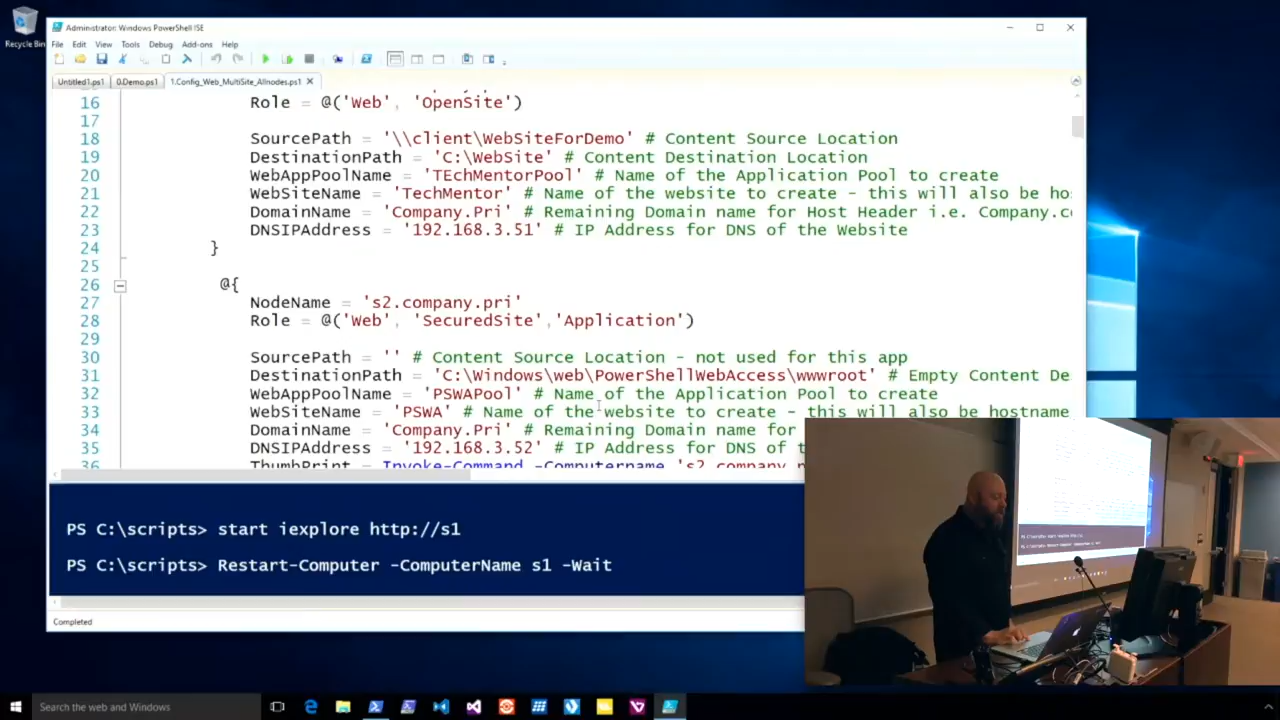 Recycle Bin
Administrator: Windows PowerShell ISE
File Edit View Tools Debug Add-ons Help
Untitled1.ps1 0.Demo.ps1 1.Config_Web_MultiSite_Allnodes.ps1
16 Role = @('Web', 'OpenSite')
17
18 SourcePath = '\\client\WebSiteForDemo' # Content Source Location
19 DestinationPath = 'C:\WebSite' # Content Destination Location
20 WebAppPoolName = 'TEchMentorPool' # Name of the Application Pool to create
21 WebSiteName = 'TechMentor' # Name of the website to create - this will also be hos
22 DomainName = 'Company.Pri' # Remaining Domain name for Host Header i.e. Company.co
23 DNSIPAddress = '192.168.3.51' # IP Address for DNS of the Website
24 }
25
26 @{
27 NodeName = 's2.company.pri'
28 Role = @('Web', 'SecuredSite','Application')
29
30 SourcePath = '' # Content Source Location - not used for this app
31 DestinationPath = 'C:\Windows\web\PowerShellWebAccess\wwwroot' # Empty Content De
32 WebAppPoolName = 'PSWAPool' # Name of the Application Pool to create
33 WebSiteName = 'PSWA' # Name of the website to create - this will also be hostname
34 DomainName = 'Company.Pri' # Remaining Domain name for
35 DNSIPAddress = '192.168.3.52' # IP Address for DNS of t
36 ThumbPrint = Invoke-Command -Computername 's2.company.p
PS C:\scripts> start iexplore http://s1
PS C:\scripts> Restart-Computer -ComputerName s1 -Wait
Completed
Search the web and Windows